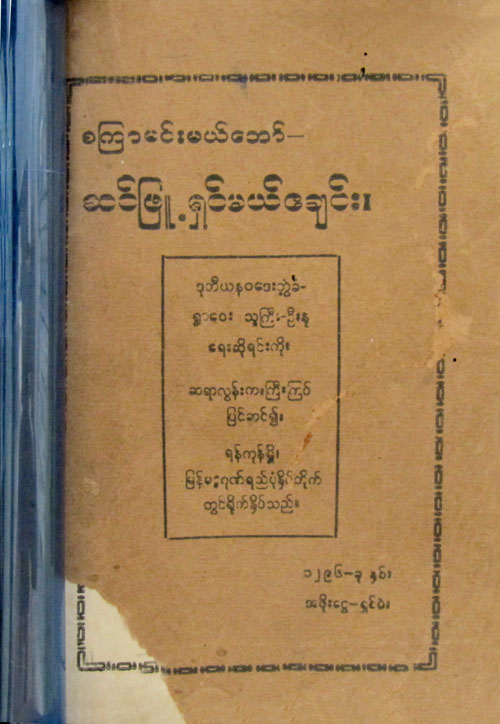 စကြာမင်းမယ်တော်–
ဆင်ဖြူ ရှင်မယ်ဧချင်း၊
ဒုတိယနဝဒေးဘွဲ့ခံ–
ရွာဝေး သူကြီး–ဦးနု
ရေးဆိုရင်းကို၊
ဆရာလွန်းက ကြီးကြပ်
ပြင်ဆင်၍၊
ရန်ကုန်မြို့၊
မြန်မာ့ဂုဏ်ရည်ပုံနှိပ်တိုက်
တွင်ရိုက်နှိပ်သည်။
၁၂၉၆–ခု နှစ်၊
အဖိုးငွေ–ရှင်ပဲ၊